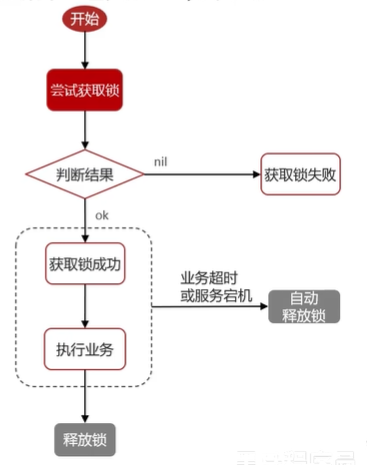 开始
尝试获取锁
判断结果
nil
获取锁失败
ok
获取锁成功
业务超时
或服务宕机
自动
释放锁
执行业务
释放锁